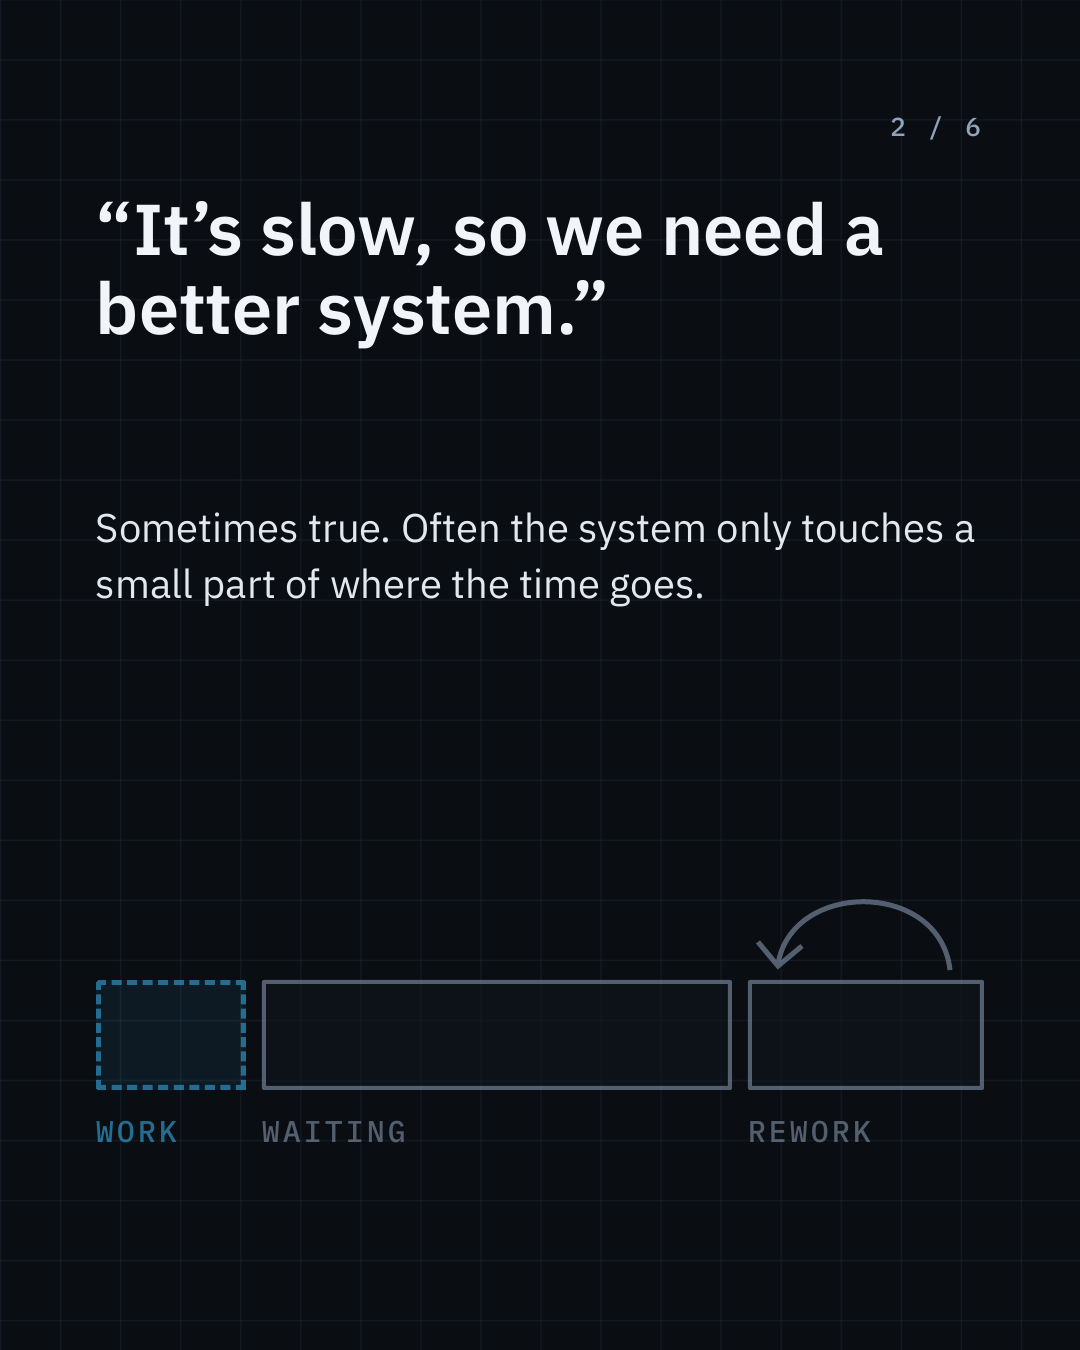 2 / 6
“It’s slow, so we need a
better system.”
Sometimes true. Often the system only touches a
small part of where the time goes.
WORK WAITING REWORK